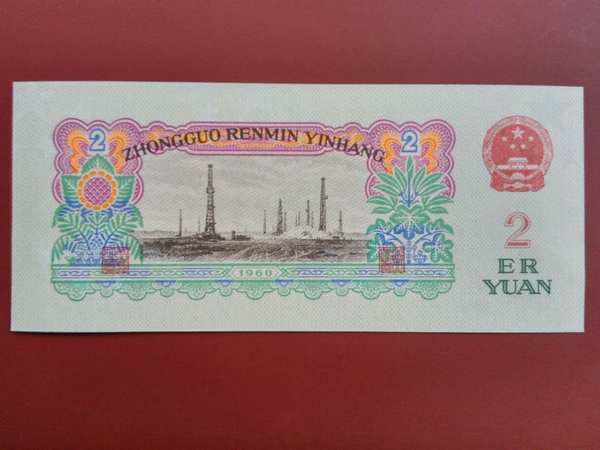 2
2
ZHONGGUO RENMIN YINHANG
1960
2
ER
YUAN